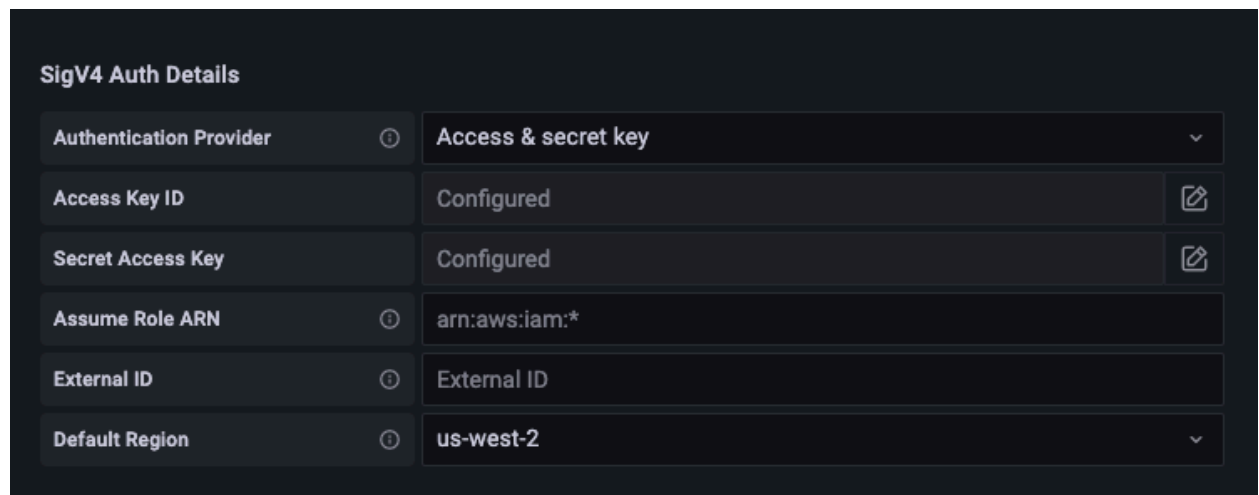 SigV4 Auth Details
Authentication Provider Access & secret key
Access Key ID Configured
Secret Access Key Configured
Assume Role ARN arn:aws:iam:*
External ID External ID
Default Region us-west-2